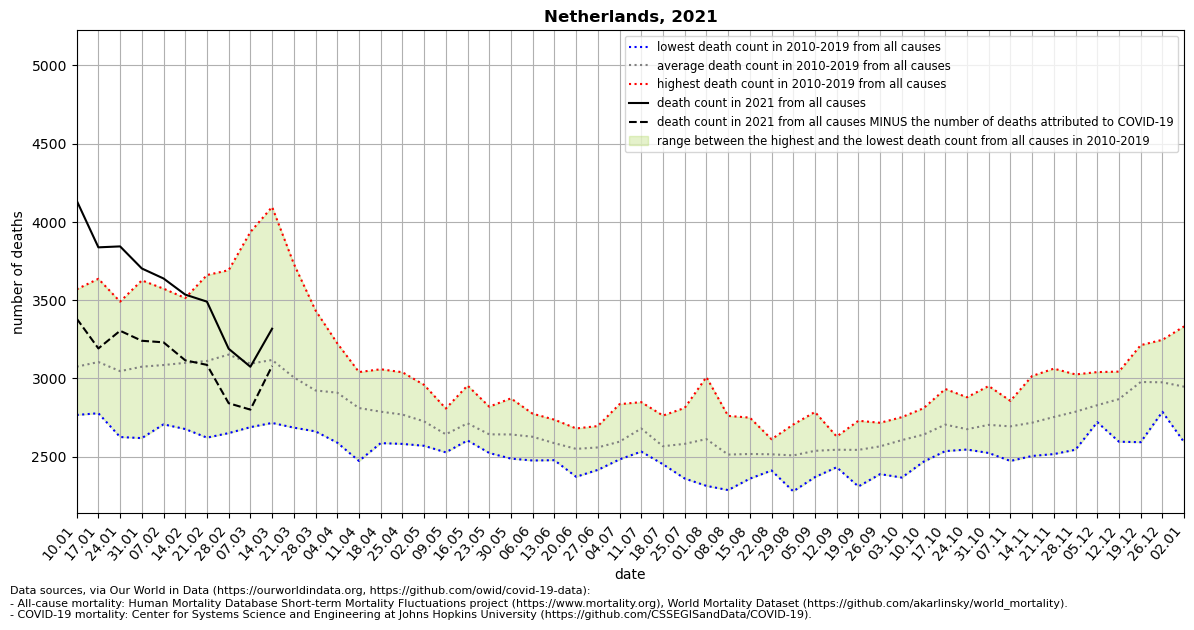 Netherlands, 2021
lowest death count in 2010-2019 from all causes
average death count in 2010-2019 from all causes
highest death count in 2010-2019 from all causes
death count in 2021 from all causes
death count in 2021 from all causes MINUS the number of deaths attributed to COVID-19
range between the highest and the lowest death count from all causes in 2010-2019
number of deaths
5000
4500
4000
3500
3000
2500
10.01 17.01 24.01 31.01 07.02 14.02 21.02 28.02 07.03 14.03 21.03 28.03 04.04 11.04 18.04 25.04 02.05 09.05 16.05 23.05 30.05 06.06 13.06 20.06 27.06 04.07 11.07 18.07 25.07 01.08 08.08 15.08 22.08 29.08 05.09 12.09 19.09 26.09 03.10 10.10 17.10 24.10 31.10 07.11 14.11 21.11 28.11 05.12 12.12 19.12 26.12 02.01
date
Data sources, via Our World in Data (https://ourworldindata.org, https://github.com/owid/covid-19-data):
- All-cause mortality: Human Mortality Database Short-term Mortality Fluctuations project (https://www.mortality.org), World Mortality Dataset (https://github.com/akarlinsky/world_mortality).
- COVID-19 mortality: Center for Systems Science and Engineering at Johns Hopkins University (https://github.com/CSSEGISandData/COVID-19).